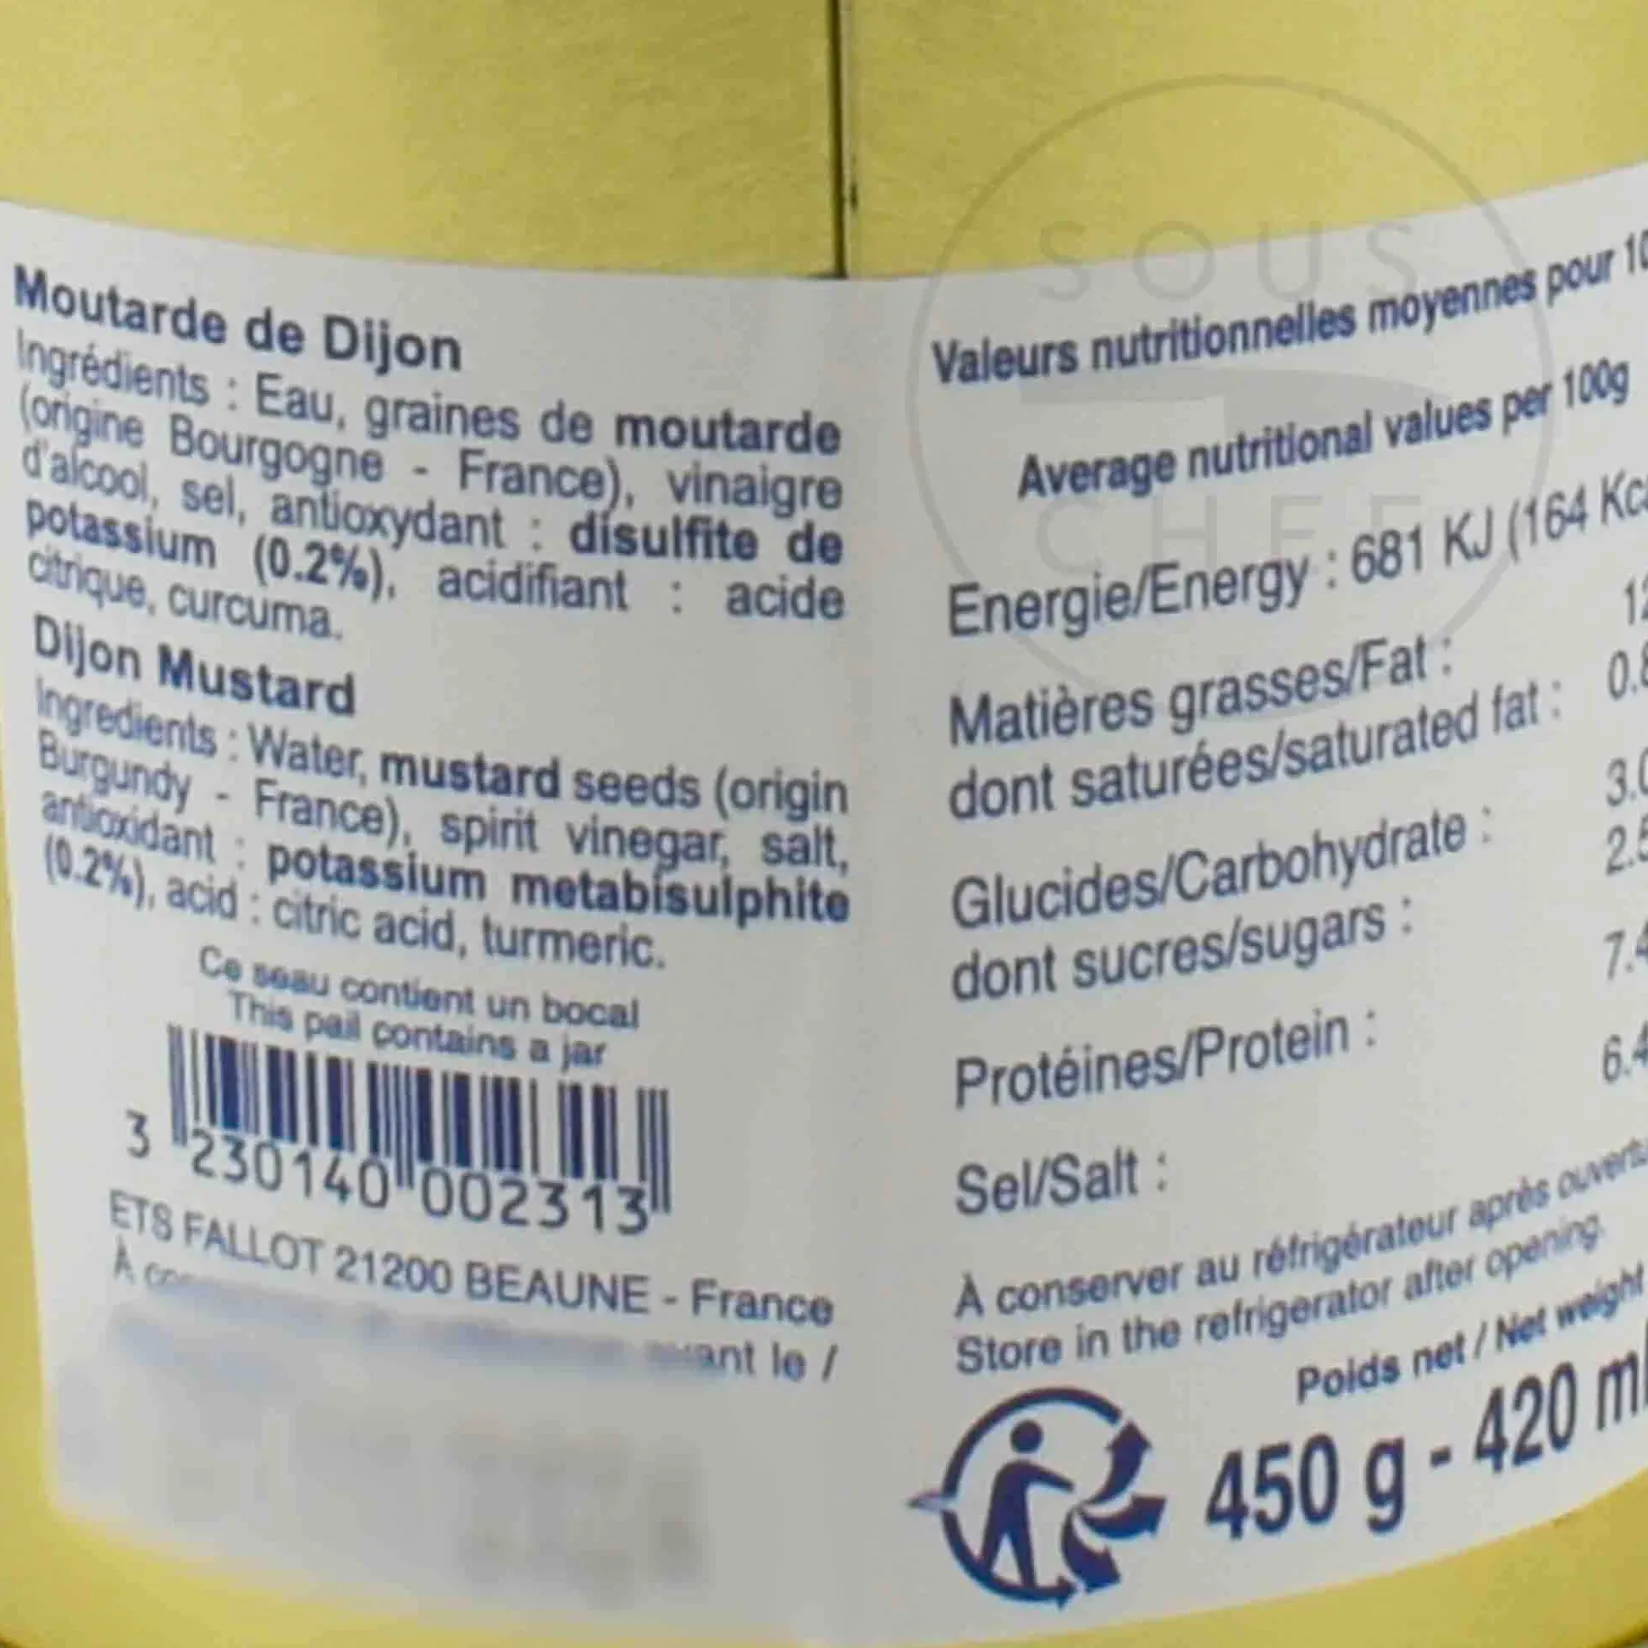 Moutarde de Dijon
Ingrédients : Eau, graines de moutarde
(origine Bourgogne - France), vinaigre
d'alcool, sel, antioxydant : disulfite de
potassium (0.2%), acidifiant : acide
citrique, curcuma.
Dijon Mustard
Ingredients : Water, mustard seeds (origin
Burgundy - France), spirit vinegar, salt,
antioxidant : potassium metabisulphite
(0.2%), acid : citric acid, turmeric.
Ce seau contient un bocal
This pail contains a jar
3 230140 002313
ETS FALLOT 21200 BEAUNE - France
À
le /
SOUS
CHEF
Valeurs nutritionnelles moyennes pour
Average nutritional values per 100g
Energie/Energy : 681 KJ (164
Matières grasses/Fat :
dont saturées/saturated fat :
Glucides/Carbohydrate :
dont sucres/sugars :
Protéines/Protein :
Sel/Salt :
À conserver au réfrigérateur après
Store in the refrigerator after opening.
Poids net / Net weight
450 g - 420 ml